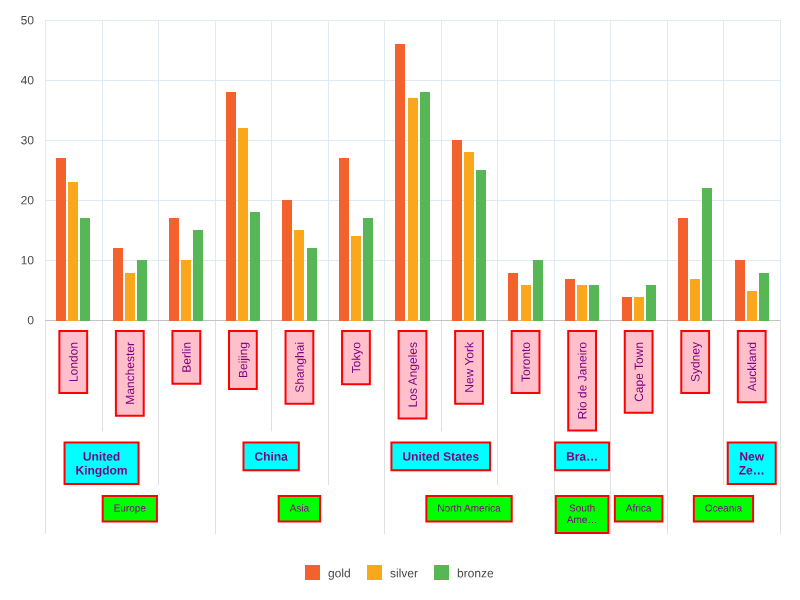 50
40
30
20
10
0
London
Manchester
Berlin
Beijing
Shanghai
Tokyo
Los Angeles
New York
Toronto
Rio de Janeiro
Cape Town
Sydney
Auckland
United
Kingdom
China
United States
Bra…
New
Ze…
Europe
Asia
North America
South
Ame…
Africa
Oceania
gold
silver
bronze